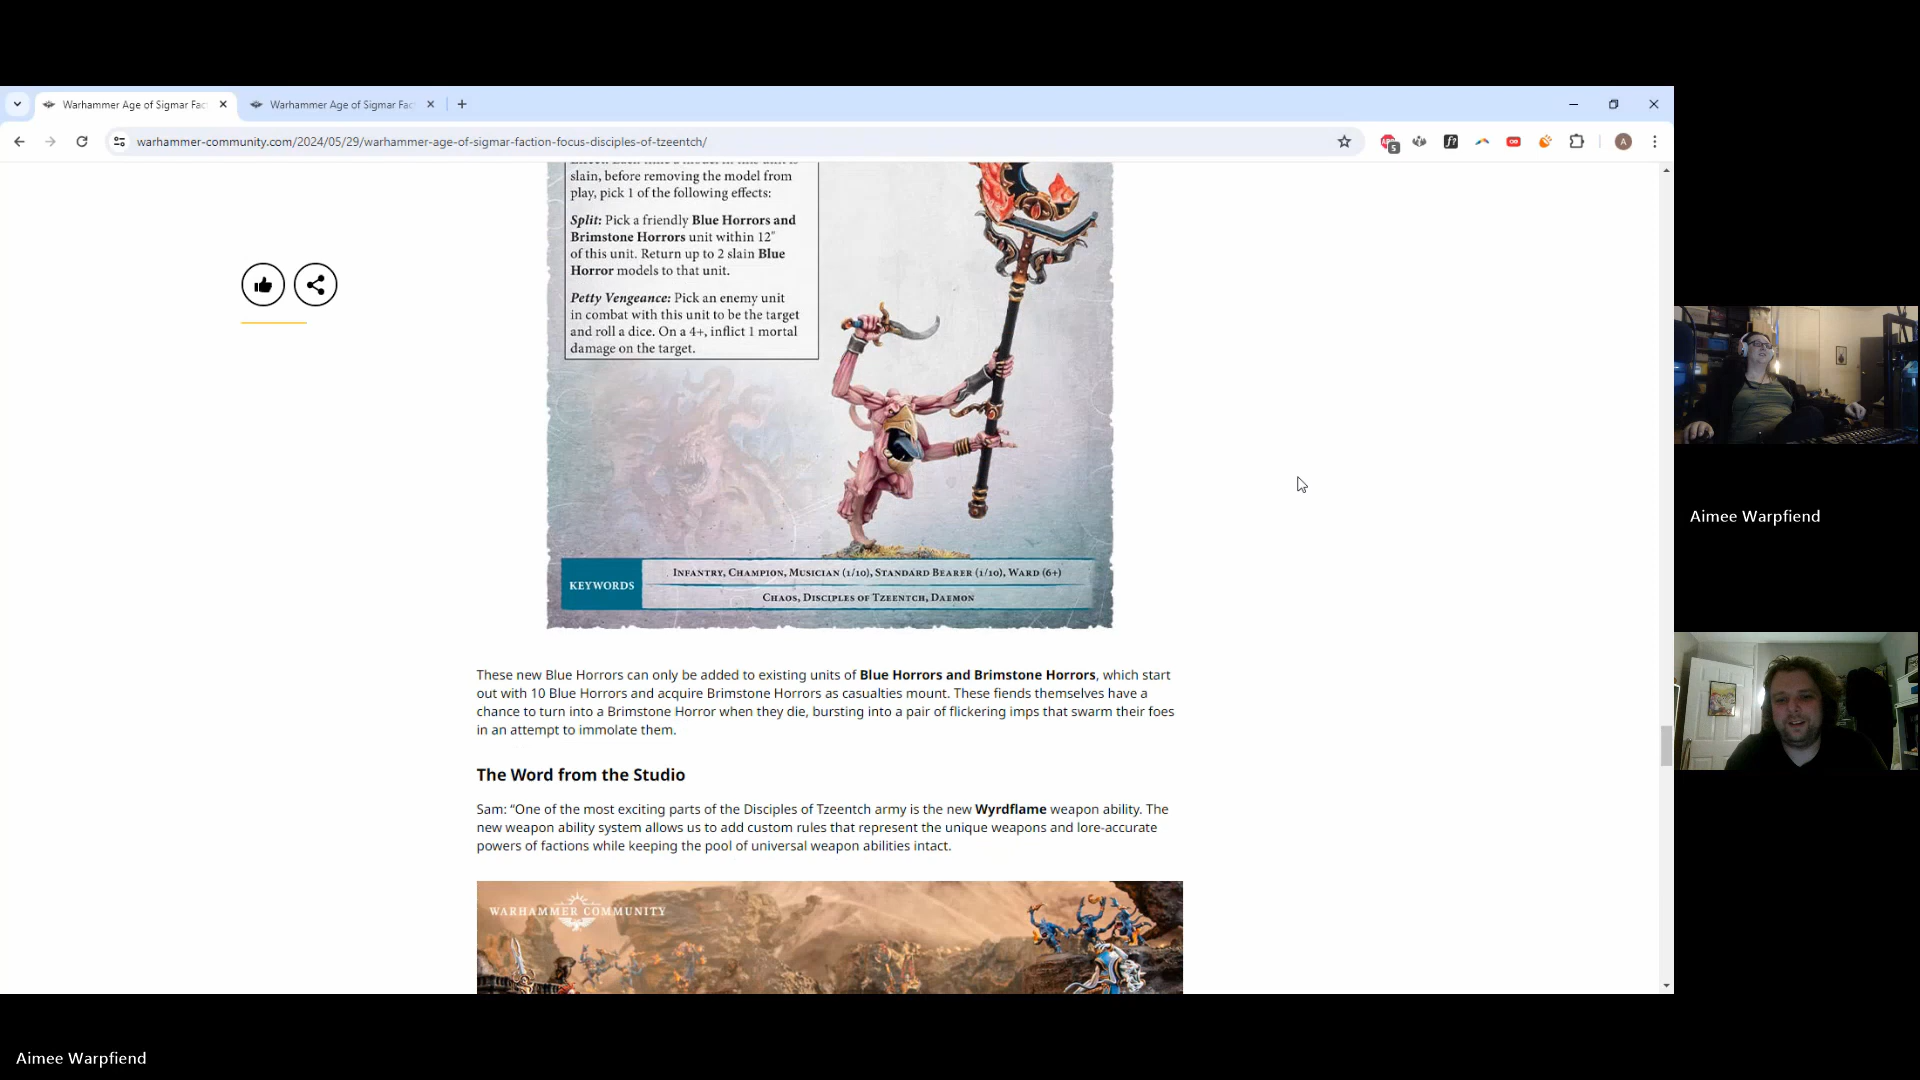 Warhammer Age of Sigmar Fac
Warhammer Age of Sigmar Fac
warhammer-community.com/2024/05/29/warhammer-age-of-sigmar-faction-focus-disciples-of-tzeentch/
5
A
slain, before removing the model from
play, pick 1 of the following effects:
Split: Pick a friendly Blue Horrors and
Brimstone Horrors unit within 12"
of this unit. Return up to 2 slain Blue
Horror models to that unit.
Petty Vengeance: Pick an enemy unit
in combat with this unit to be the target
and roll a dice. On a 4+, inflict 1 mortal
damage on the target.
KEYWORDS
INFANTRY, CHAMPION, MUSICIAN (1/10), STANDARD BEARER (1/10), WARD (6+)
CHAOS, DISCIPLES OF TZEENTCH, DAEMON
These new Blue Horrors can only be added to existing units of Blue Horrors and Brimstone Horrors, which start
out with 10 Blue Horrors and acquire Brimstone Horrors as casualties mount. These fiends themselves have a
chance to turn into a Brimstone Horror when they die, bursting into a pair of flickering imps that swarm their foes
in an attempt to immolate them.
The Word from the Studio
Sam: “One of the most exciting parts of the Disciples of Tzeentch army is the new Wyrdflame weapon ability. The
new weapon ability system allows us to add custom rules that represent the unique weapons and lore-accurate
powers of factions while keeping the pool of universal weapon abilities intact.
WARHAMMER COMMUNITY
Aimee Warpfiend
Aimee Warpfiend